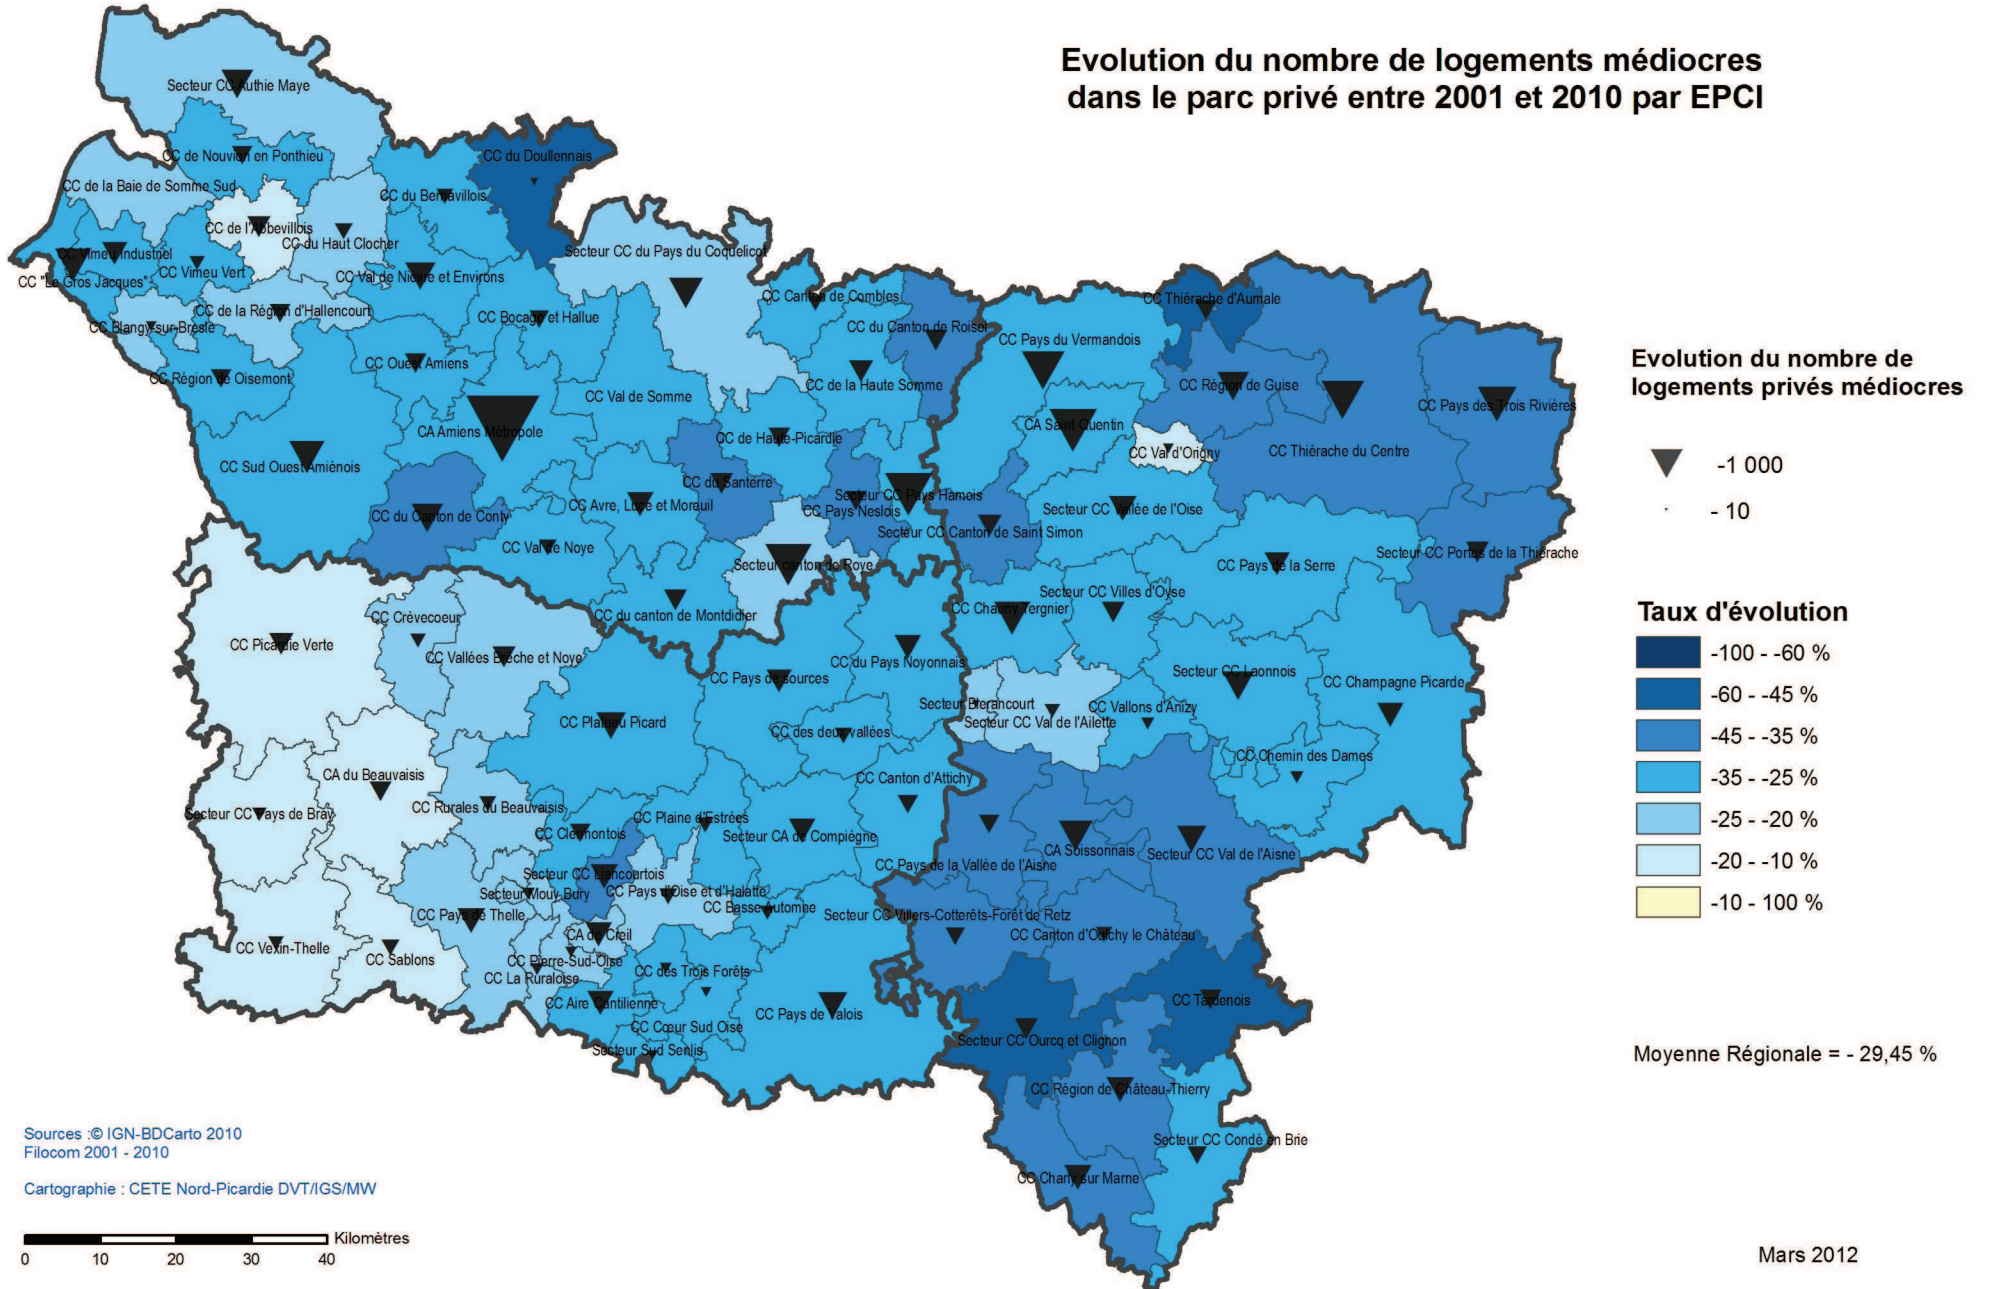 Evolution du nombre de logements médiocres
dans le parc privé entre 2001 et 2010 par EPCI
Secteur CC Authie Maye
CC de Nouvion en Ponthieu
CC du Doullennais
CC de la Baie de Somme Sud
CC du Bernavillois
CC de l'Abbevillois
CC du Haut Clocher
Secteur CC du Pays du Coquelicot
CC Vimeu Industriel
CC Vimeu Vert
CC "Le Gros Jacques"
CC Val de Nièvre et Environs
CC Canton de Combles
CC Thiérache d'Aumale
CC de la Région d'Hallencourt
CC Bocage et Hallue
CC Blangy-sur-Bresle
CC du Canton de Roisel
CC Pays du Vermandois
CC Ouest Amiens
CC Région de Oisemont
CC de la Haute Somme
CC Région de Guise
CC Val de Somme
CC Pays des Trois Rivières
CA Amiens Métropole
CA Saint Quentin
CC de Haute-Picardie
CC Val d'Origny
CC Thiérache du Centre
CC Sud Ouest Amiénois
CC du Santerre
Secteur CC Pays Hamois
CC Avre, Luce et Moreuil
CC Pays Neslois
Secteur CC Vallée de l'Oise
CC du Canton de Conty
Secteur CC Canton de Saint Simon
CC Val de Noye
Secteur CC Portes de la Thiérache
Secteur canton de Roye
CC Pays de la Serre
Secteur CC Villes d'Oyse
CC Chauny Tergnier
CC du canton de Montdidier
CC Crèvecoeur
CC Picardie Verte
CC Vallées Brèche et Noye
CC du Pays Noyonnais
CC Pays de sources
Secteur CC Laonnois
CC Champagne Picarde
Secteur Blerancourt
CC Vallons d'Anizy
Secteur CC Val de l'Ailette
CC Plateau Picard
CC des deux vallées
CC Chemin des Dames
CA du Beauvaisis
CC Canton d'Attichy
CC Rurales du Beauvaisis
Secteur CC Pays de Bray
CC Plaine d'Estrées
CC Clermontois
Secteur CA de Compiègne
CA Soissonnais
Secteur CC Val de l'Aisne
CC Pays de la Vallée de l'Aisne
Secteur CC Liancourtois
Secteur Mouy Bury
CC Pays d'Oise et d'Halatte
CC Basse Automne
CC Pays de Thelle
Secteur CC Villers-Cotterêts-Forêt de Retz
CA de Creil
CC Canton d'Oulchy le Château
CC Vexin-Thelle
CC Sablons
CC Pierre-Sud-Oise
CC La Ruraloise
CC des Trois Forêts
CC Aire Cantilienne
CC Tardenois
CC Pays de Valois
CC Cœur Sud Oise
Secteur Sud Senlis
Secteur CC Ourcq et Clignon
CC Région de Château-Thierry
Secteur CC Condé en Brie
CC Charly sur Marne
Evolution du nombre de
logements privés médiocres
-1 000
- 10
Taux d'évolution
-100 - -60 %
-60 - -45 %
-45 - -35 %
-35 - -25 %
-25 - -20 %
-20 - -10 %
-10 - 100 %
Moyenne Régionale = - 29,45 %
Sources :© IGN-BDCarto 2010
Filocom 2001 - 2010
Cartographie : CETE Nord-Picardie DVT/IGS/MW
Kilomètres
0 10 20 30 40
Mars 2012